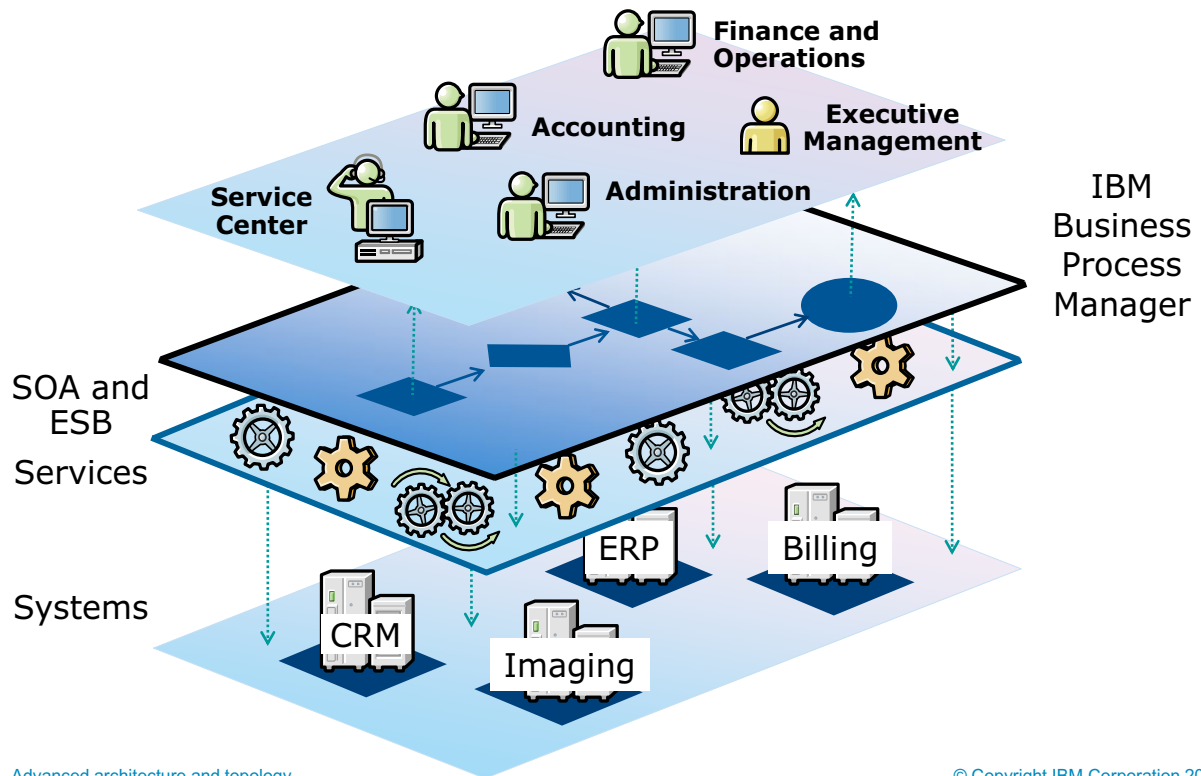 Finance and
Operations
Accounting
Executive
Management
Service
Center
Administration
IBM
Business
Process
Manager
SOA and
ESB
Services
ERP
Billing
Systems
CRM
Imaging
Advanced architecture and topology
© Copyright IBM Corporation 20